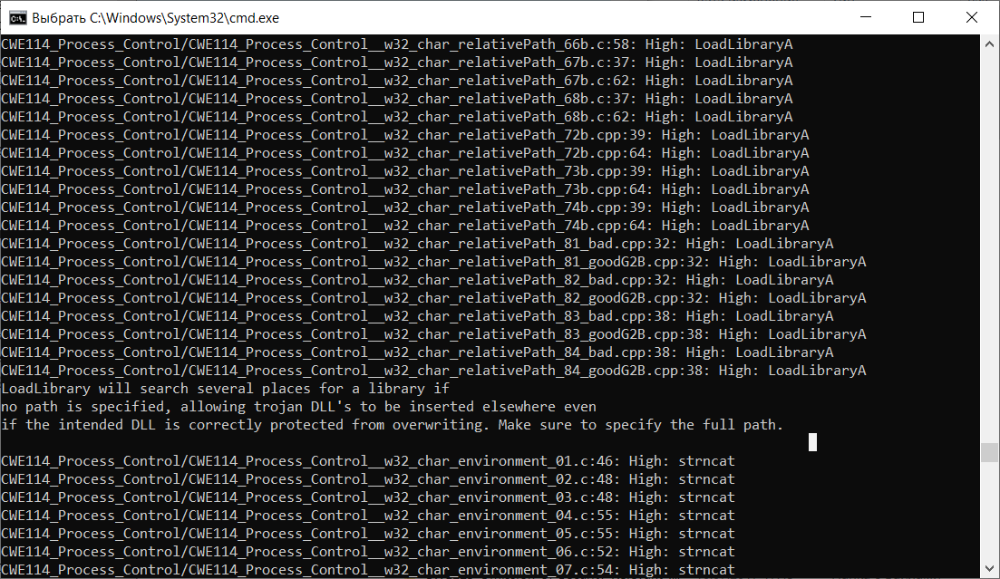 Выбрать C:\Windows\System32\cmd.exe
CWE114_Process_Control/CWE114_Process_Control__w32_char_relativePath_66b.c:58: High: LoadLibraryA
CWE114_Process_Control/CWE114_Process_Control__w32_char_relativePath_67b.c:37: High: LoadLibraryA
CWE114_Process_Control/CWE114_Process_Control__w32_char_relativePath_67b.c:62: High: LoadLibraryA
CWE114_Process_Control/CWE114_Process_Control__w32_char_relativePath_68b.c:37: High: LoadLibraryA
CWE114_Process_Control/CWE114_Process_Control__w32_char_relativePath_68b.c:62: High: LoadLibraryA
CWE114_Process_Control/CWE114_Process_Control__w32_char_relativePath_72b.cpp:39: High: LoadLibraryA
CWE114_Process_Control/CWE114_Process_Control__w32_char_relativePath_72b.cpp:64: High: LoadLibraryA
CWE114_Process_Control/CWE114_Process_Control__w32_char_relativePath_73b.cpp:39: High: LoadLibraryA
CWE114_Process_Control/CWE114_Process_Control__w32_char_relativePath_73b.cpp:64: High: LoadLibraryA
CWE114_Process_Control/CWE114_Process_Control__w32_char_relativePath_74b.cpp:39: High: LoadLibraryA
CWE114_Process_Control/CWE114_Process_Control__w32_char_relativePath_74b.cpp:64: High: LoadLibraryA
CWE114_Process_Control/CWE114_Process_Control__w32_char_relativePath_81_bad.cpp:32: High: LoadLibraryA
CWE114_Process_Control/CWE114_Process_Control__w32_char_relativePath_81_goodG2B.cpp:32: High: LoadLibraryA
CWE114_Process_Control/CWE114_Process_Control__w32_char_relativePath_82_bad.cpp:32: High: LoadLibraryA
CWE114_Process_Control/CWE114_Process_Control__w32_char_relativePath_82_goodG2B.cpp:32: High: LoadLibraryA
CWE114_Process_Control/CWE114_Process_Control__w32_char_relativePath_83_bad.cpp:38: High: LoadLibraryA
CWE114_Process_Control/CWE114_Process_Control__w32_char_relativePath_83_goodG2B.cpp:38: High: LoadLibraryA
CWE114_Process_Control/CWE114_Process_Control__w32_char_relativePath_84_bad.cpp:38: High: LoadLibraryA
CWE114_Process_Control/CWE114_Process_Control__w32_char_relativePath_84_goodG2B.cpp:38: High: LoadLibraryA
LoadLibrary will search several places for a library if
no path is specified, allowing trojan DLL's to be inserted elsewhere even
if the intended DLL is correctly protected from overwriting. Make sure to specify the full path.
CWE114_Process_Control/CWE114_Process_Control__w32_char_environment_01.c:46: High: strncat
CWE114_Process_Control/CWE114_Process_Control__w32_char_environment_02.c:48: High: strncat
CWE114_Process_Control/CWE114_Process_Control__w32_char_environment_03.c:48: High: strncat
CWE114_Process_Control/CWE114_Process_Control__w32_char_environment_04.c:55: High: strncat
CWE114_Process_Control/CWE114_Process_Control__w32_char_environment_05.c:55: High: strncat
CWE114_Process_Control/CWE114_Process_Control__w32_char_environment_06.c:52: High: strncat
CWE114_Process_Control/CWE114_Process_Control__w32_char_environment_07.c:54: High: strncat